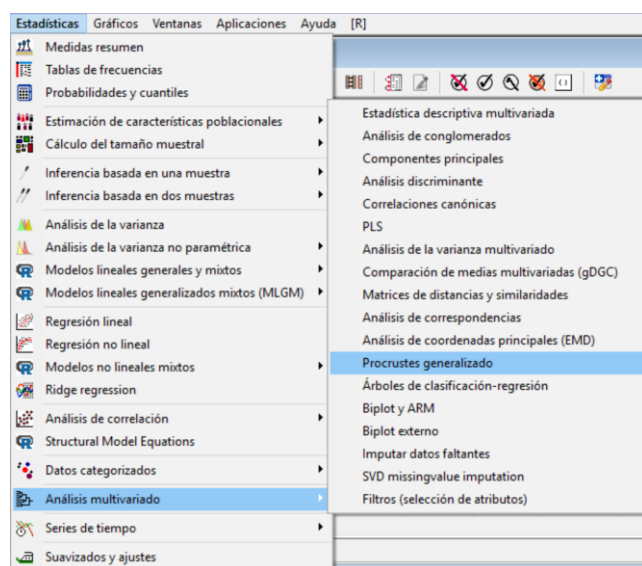 Estadísticas Gráficos Ventanas Aplicaciones Ayuda [R]
Medidas resumen
Tablas de frecuencias
Probabilidades y cuantiles
Estimación de características poblacionales
Cálculo del tamaño muestral
Inferencia basada en una muestra
Inferencia basada en dos muestras
Análisis de la varianza
Análisis de la varianza no paramétrica
Modelos lineales generales y mixtos
Modelos lineales generalizados mixtos (MLGM)
Regresión lineal
Regresión no lineal
Modelos no lineales mixtos
Ridge regression
Análisis de correlación
Structural Model Equations
Datos categorizados
Análisis multivariado
Series de tiempo
Suavizados y ajustes
Estadística descriptiva multivariada
Análisis de conglomerados
Componentes principales
Análisis discriminante
Correlaciones canónicas
PLS
Análisis de la varianza multivariado
Comparación de medias multivariadas (gDGC)
Matrices de distancias y similaridades
Análisis de correspondencias
Análisis de coordenadas principales (EMD)
Procrustes generalizado
Árboles de clasificación-regresión
Biplot y ARM
Biplot externo
Imputar datos faltantes
SVD missingvalue imputation
Filtros (selección de atributos)